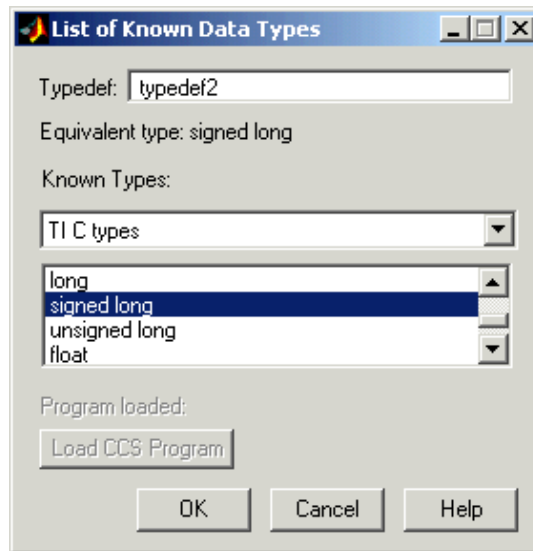 List of Known Data Types
Typedef: typedef2
Equivalent type: signed long
Known Types:
TI C types
long
signed long
unsigned long
float
Program loaded:
Load CCS Program
OK Cancel Help